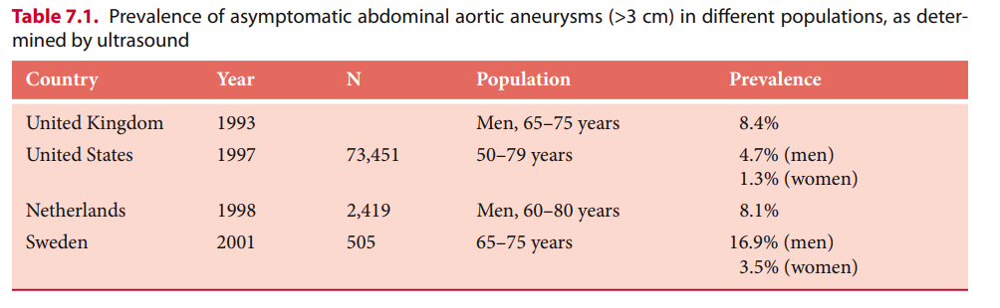 Table 7.1. Prevalence of asymptomatic abdominal aortic aneurysms (>3 cm) in different populations, as deter-
mined by ultrasound
Country Year N Population Prevalence
United Kingdom 1993 Men, 65–75 years 8.4%
United States 1997 73,451 50–79 years 4.7% (men)
1.3% (women)
Netherlands 1998 2,419 Men, 60–80 years 8.1%
Sweden 2001 505 65–75 years 16.9% (men)
3.5% (women)